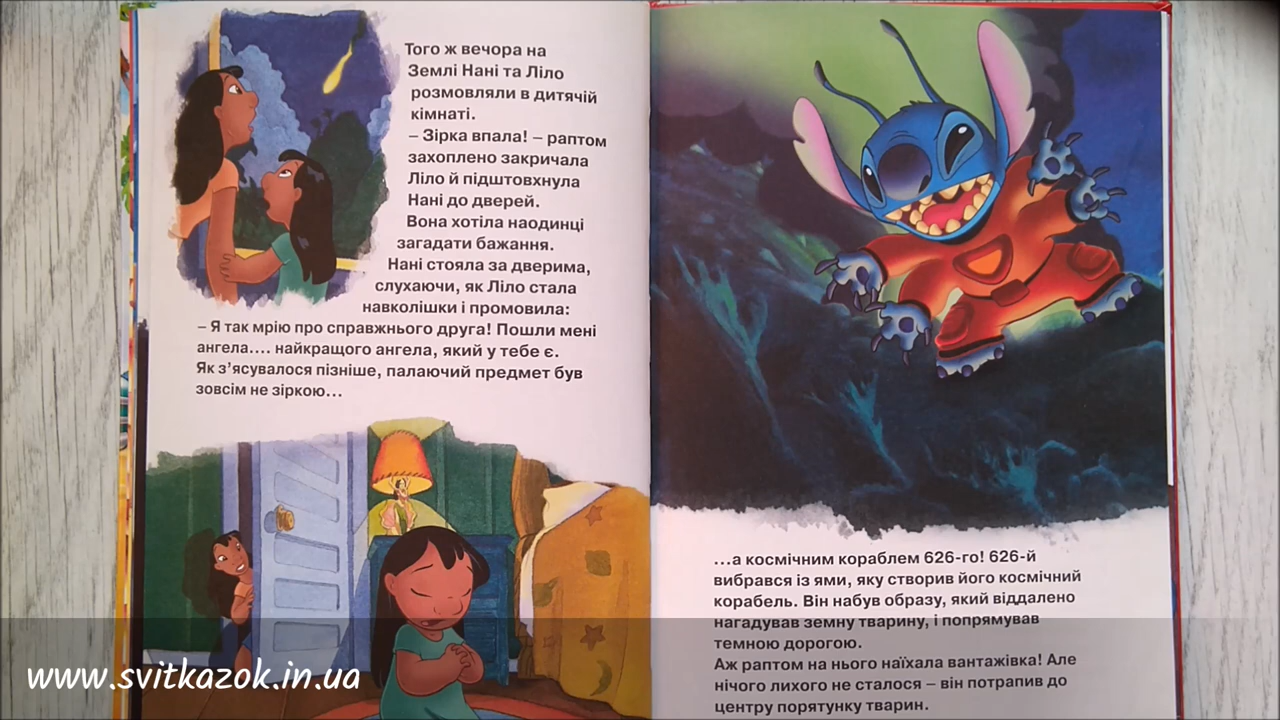 Того ж вечора на
Землі Нані та Ліло
розмовляли в дитячій
кімнаті.
– Зірка впала! – раптом
захоплено закричала
Ліло й підштовхнула
Нані до дверей.
Вона хотіла наодинці
загадати бажання.
Нані стояла за дверима,
слухаючи, як Ліло стала
навколішки і промовила:
– Я так мрію про справжнього друга! Пошли мені
ангела.... найкращого ангела, який у тебе є.
Як з’ясувалося пізніше, палаючий предмет був
зовсім не зіркою...
...а космічним кораблем 626-го! 626-й
вибрався із ями, яку створив його космічний
корабель. Він набув образу, який віддалено
нагадував земну тварину, і попрямував
темною дорогою.
Аж раптом на нього наїхала вантажівка! Але
нічого лихого не сталося – він потрапив до
центру порятунку тварин.
www.svitkazok.in.ua